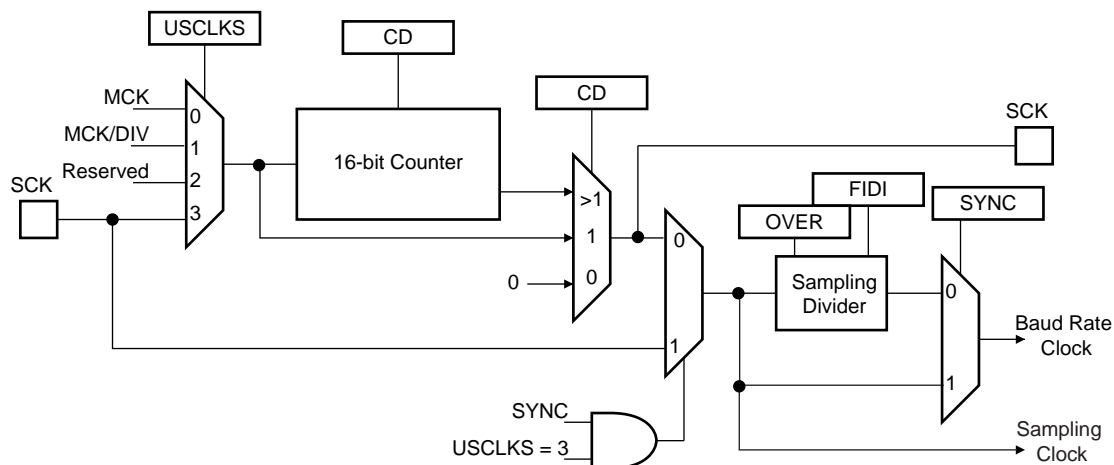 USCLKS
CD
CD
MCK
0
MCK/DIV
1
Reserved
2
SCK
3
16-bit Counter
>1
1
0
0
SCK
FIDI
OVER
SYNC
0
Sampling
Divider
0
1
1
Baud Rate
Clock
SYNC
USCLKS = 3
Sampling
Clock